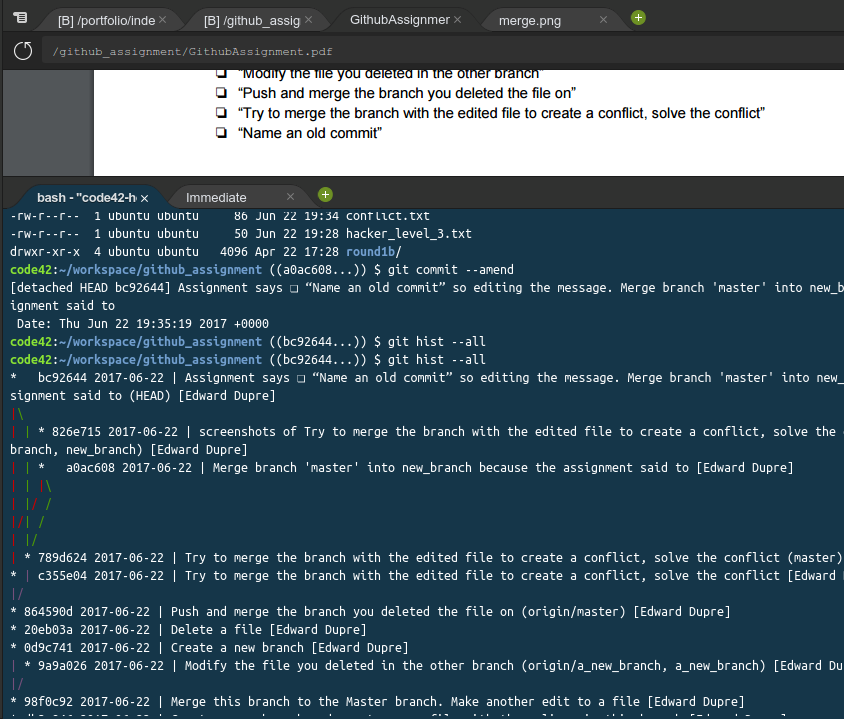 [B] /portfolio/inde
[B] /github_assig
GithubAssignmer
merge.png
/github_assignment/GithubAssignment.pdf
❏ “Modify the file you deleted in the other branch”
❏ “Push and merge the branch you deleted the file on”
❏ “Try to merge the branch with the edited file to create a conflict, solve the conflict”
❏ “Name an old commit”
bash - "code42-h
Immediate
-rw-r--r-- 1 ubuntu ubuntu 86 Jun 22 19:34 conflict.txt
-rw-r--r-- 1 ubuntu ubuntu 50 Jun 22 19:28 hacker_level_3.txt
drwxr-xr-x 4 ubuntu ubuntu 4096 Apr 22 17:28 round1b/
code42:~/workspace/github_assignment ((a0ac608...)) $ git commit --amend
[detached HEAD bc92644] Assignment says ❏ “Name an old commit” so editing the message. Merge branch 'master' into new_b
ignment said to
Date: Thu Jun 22 19:35:19 2017 +0000
code42:~/workspace/github_assignment ((bc92644...)) $ git hist --all
code42:~/workspace/github_assignment ((bc92644...)) $ git hist --all
* bc92644 2017-06-22 | Assignment says ❏ “Name an old commit” so editing the message. Merge branch 'master' into new_
signment said to (HEAD) [Edward Dupre]
|\
| | * 826e715 2017-06-22 | screenshots of Try to merge the branch with the edited file to create a conflict, solve the
branch, new_branch) [Edward Dupre]
| | * a0ac608 2017-06-22 | Merge branch 'master' into new_branch because the assignment said to [Edward Dupre]
| | |\
| |/ /
|/| /
| |/
| * 789d624 2017-06-22 | Try to merge the branch with the edited file to create a conflict, solve the conflict (master)
* | c355e04 2017-06-22 | Try to merge the branch with the edited file to create a conflict, solve the conflict [Edward
|/
* 864590d 2017-06-22 | Push and merge the branch you deleted the file on (origin/master) [Edward Dupre]
* 20eb03a 2017-06-22 | Delete a file [Edward Dupre]
* 0d9c741 2017-06-22 | Create a new branch [Edward Dupre]
| * 9a9a026 2017-06-22 | Modify the file you deleted in the other branch (origin/a_new_branch, a_new_branch) [Edward Du
|/
* 98f0c92 2017-06-22 | Merge this branch to the Master branch. Make another edit to a file [Edward Dupre]